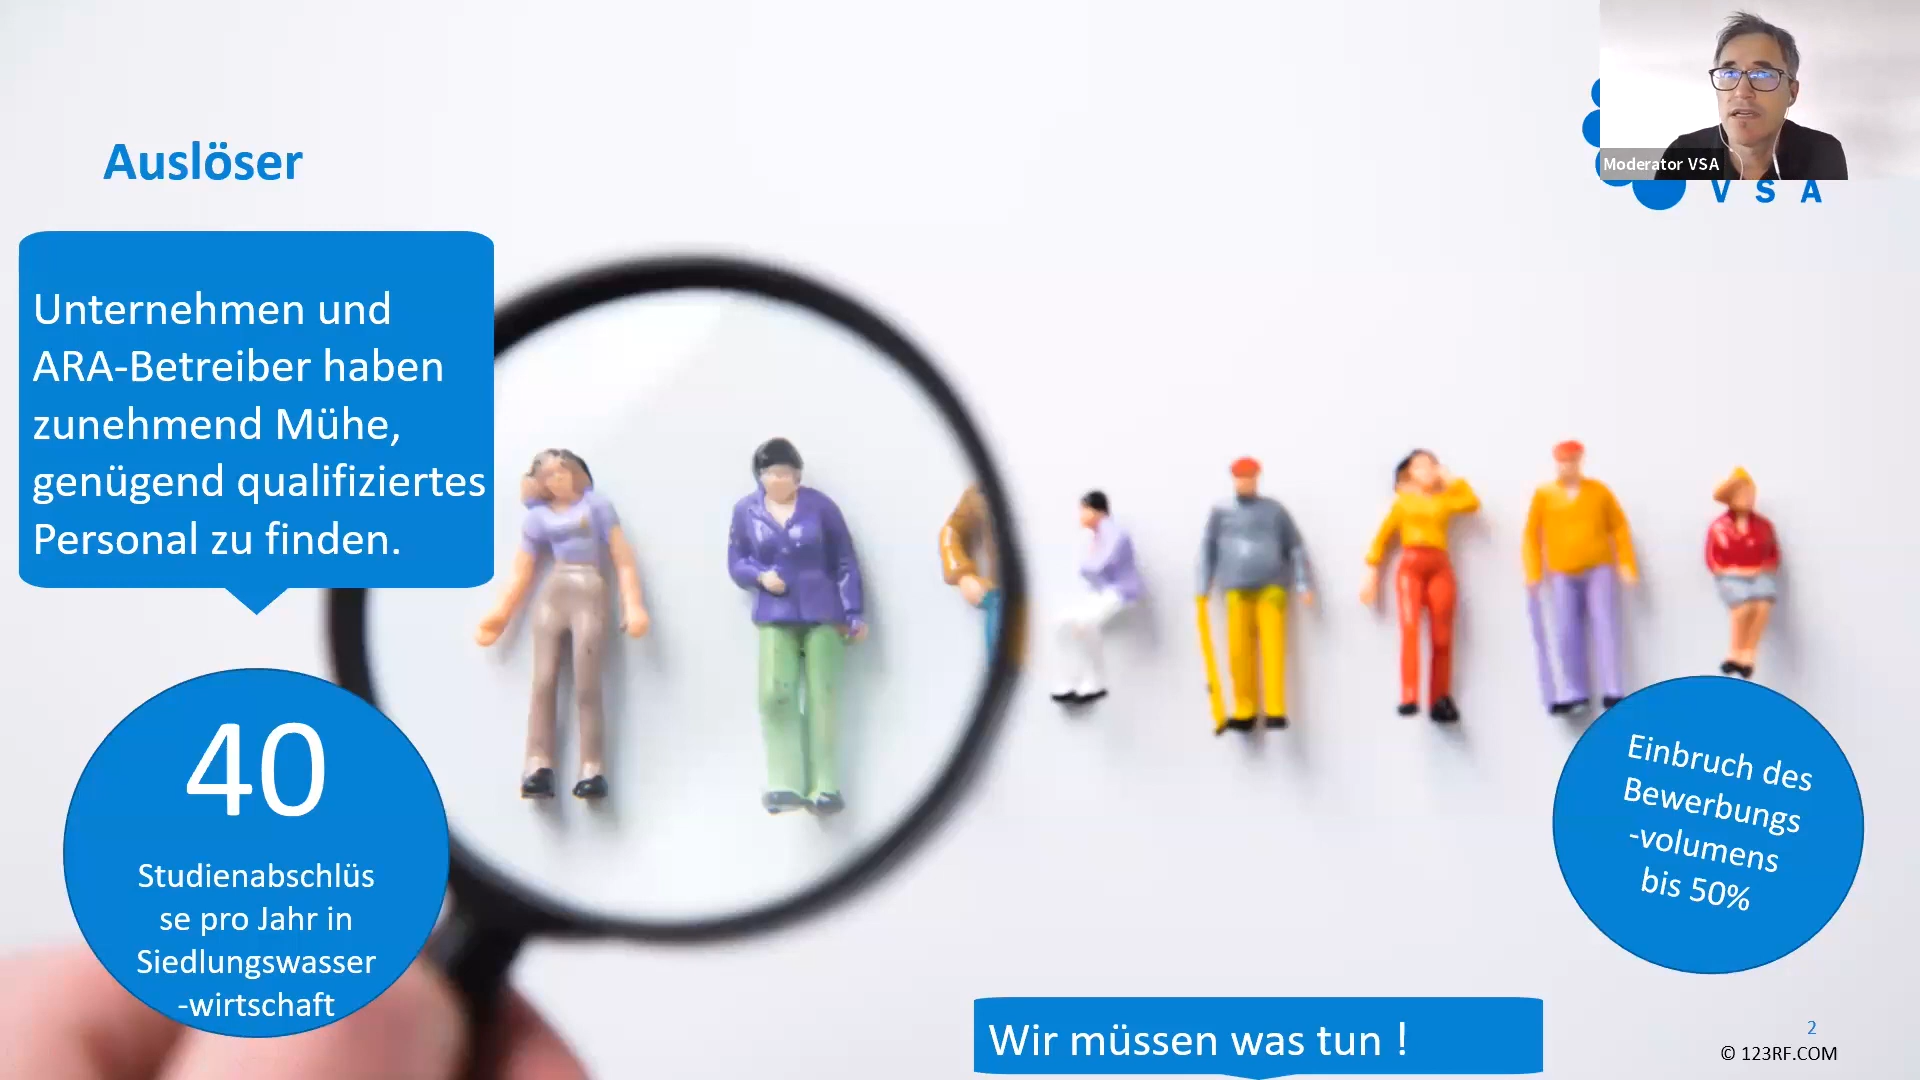 Moderator VSA
VSA
Auslöser
Unternehmen und
ARA-Betreiber haben
zunehmend Mühe,
genügend qualifiziertes
Personal zu finden.
40
Studienabschlüs
se pro Jahr in
Siedlungswasser
-wirtschaft
Einbruch des
Bewerbungs
-volumens
bis 50%
Wir müssen was tun !
2
© 123RF.COM